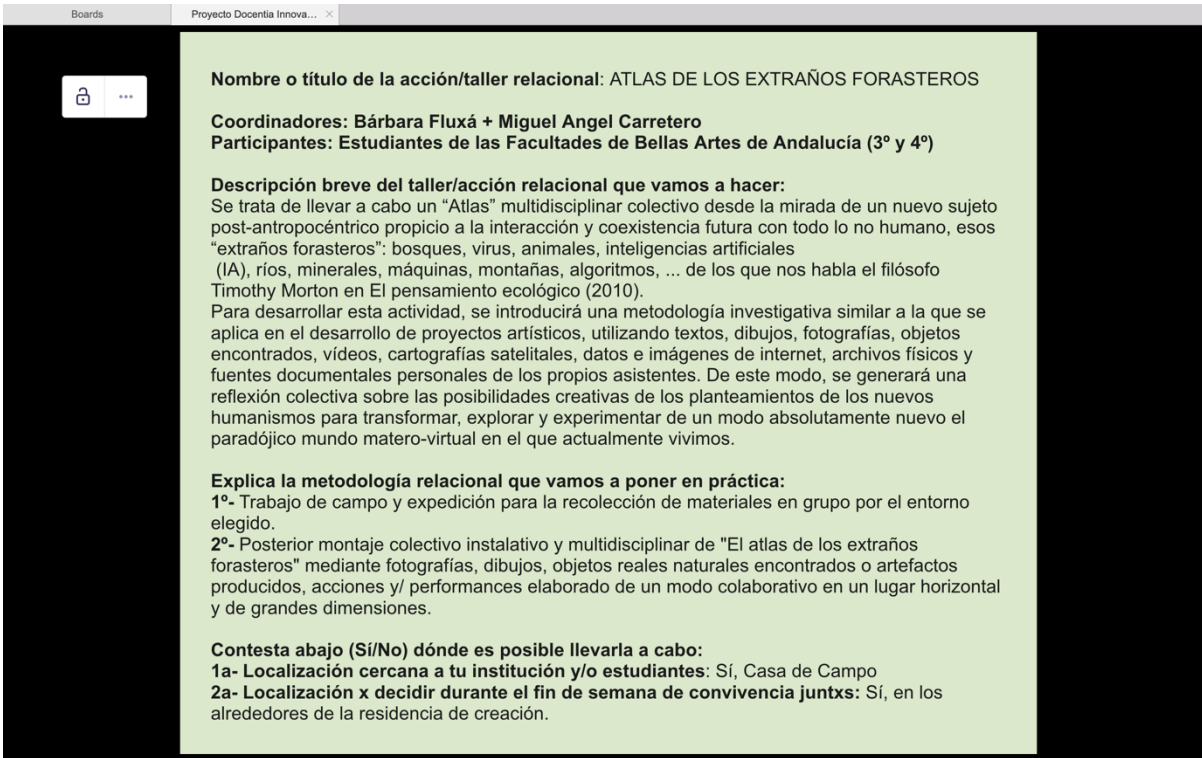 Boards
Proyecto Docentia Innova...
Nombre o título de la acción/taller relacional: ATLAS DE LOS EXTRAÑOS FORASTEROS
Coordinadores: Bárbara Fluxá + Miguel Angel Carretero
Participantes: Estudiantes de las Facultades de Bellas Artes de Andalucía (3º y 4º)
Descripción breve del taller/acción relacional que vamos a hacer:
Se trata de llevar a cabo un “Atlas” multidisciplinar colectivo desde la mirada de un nuevo sujeto
post-antropocéntrico propicio a la interacción y coexistencia futura con todo lo no humano, esos
“extraños forasteros”: bosques, virus, animales, inteligencias artificiales
(IA), ríos, minerales, máquinas, montañas, algoritmos, ... de los que nos habla el filósofo
Timothy Morton en El pensamiento ecológico (2010).
Para desarrollar esta actividad, se introducirá una metodología investigativa similar a la que se
aplica en el desarrollo de proyectos artísticos, utilizando textos, dibujos, fotografías, objetos
encontrados, vídeos, cartografías satelitales, datos e imágenes de internet, archivos físicos y
fuentes documentales personales de los propios asistentes. De este modo, se generará una
reflexión colectiva sobre las posibilidades creativas de los planteamientos de los nuevos
humanismos para transformar, explorar y experimentar de un modo absolutamente nuevo el
paradójico mundo matero-virtual en el que actualmente vivimos.
Explica la metodología relacional que vamos a poner en práctica:
1º- Trabajo de campo y expedición para la recolección de materiales en grupo por el entorno
elegido.
2º- Posterior montaje colectivo instalativo y multidisciplinar de "El atlas de los extraños
forasteros" mediante fotografías, dibujos, objetos reales naturales encontrados o artefactos
producidos, acciones y/ performances elaborado de un modo colaborativo en un lugar horizontal
y de grandes dimensiones.
Contesta abajo (Sí/No) dónde es posible llevarla a cabo:
1a- Localización cercana a tu institución y/o estudiantes: Sí, Casa de Campo
2a- Localización x decidir durante el fin de semana de convivencia juntxs: Sí, en los
alrededores de la residencia de creación.